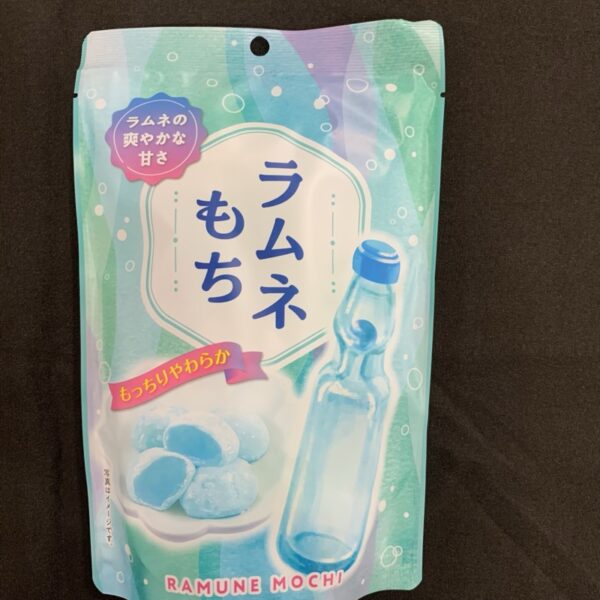 ラムネの
爽やかな
甘さ
ラムネ
もち
もっちりやわらか
写真はイメージです。
RAMUNE MOCHI